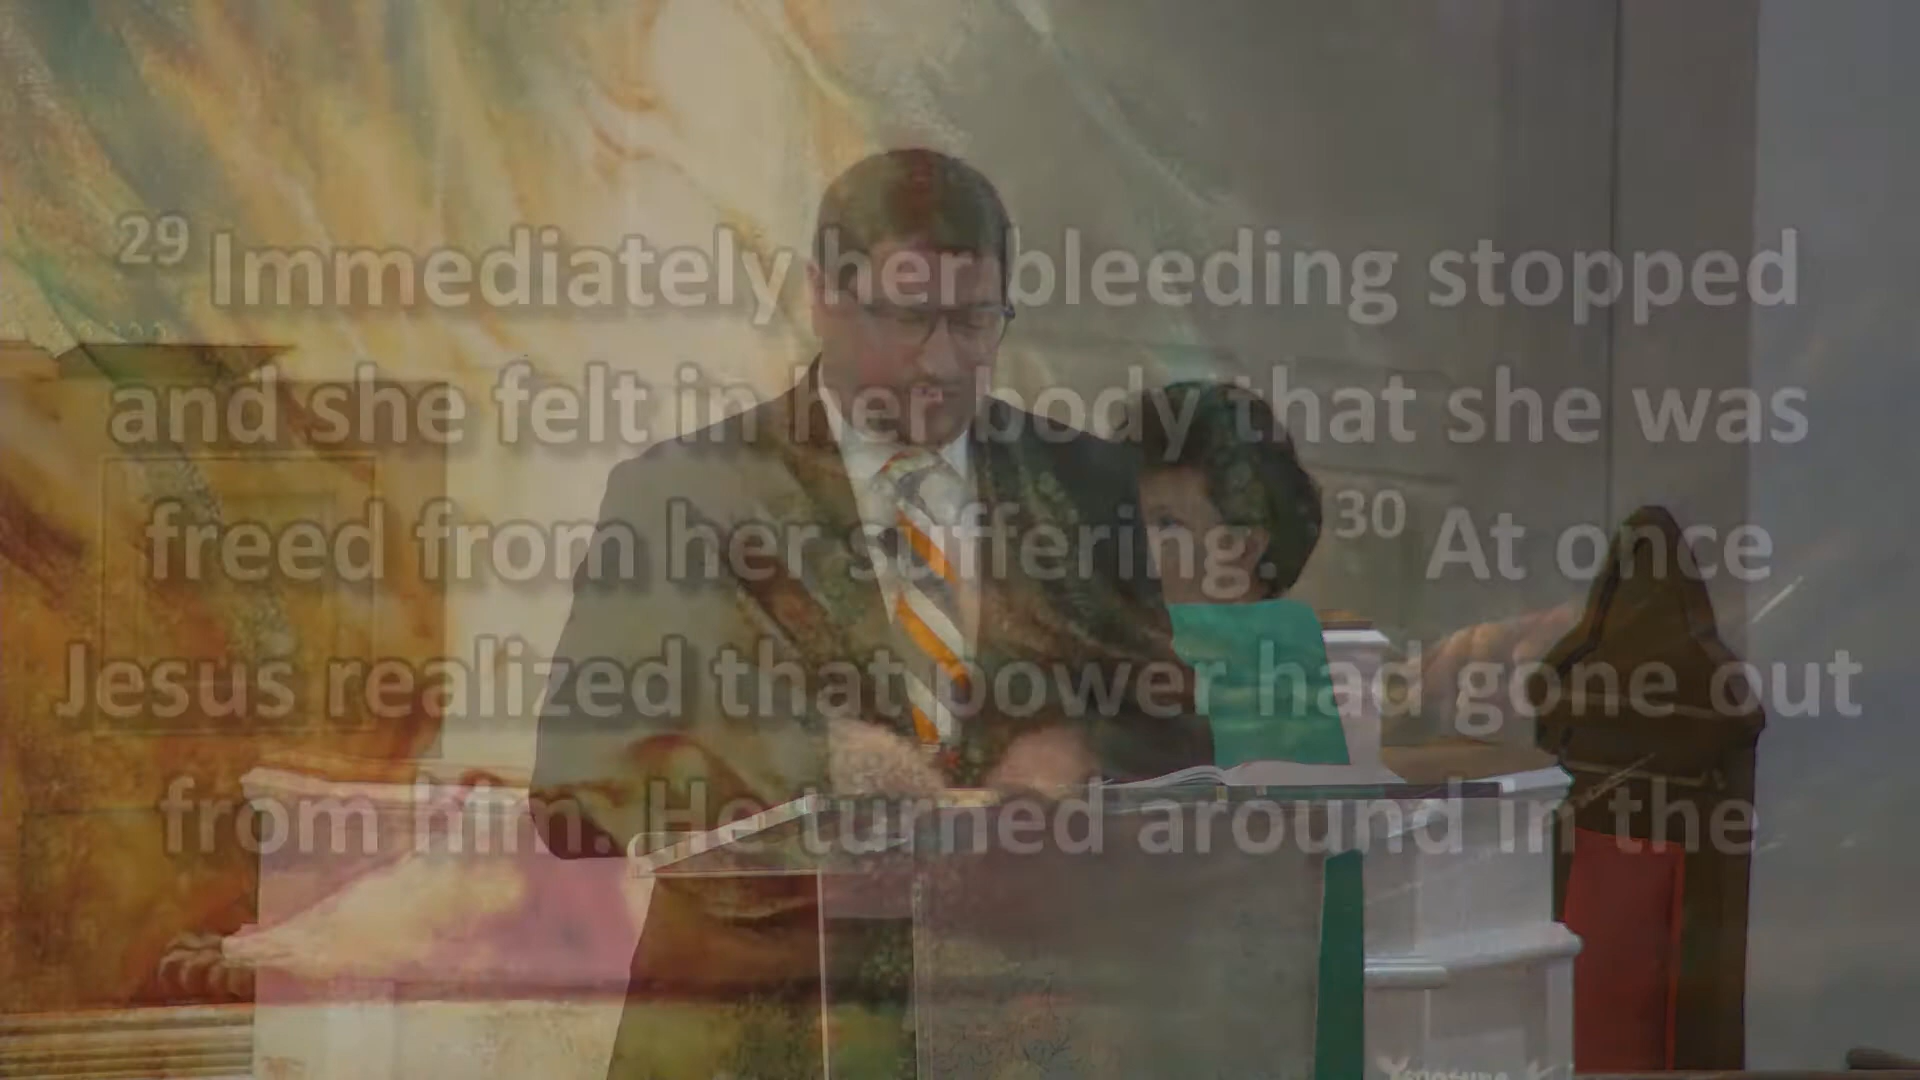 29 Immediately her bleeding stopped
and she felt in her body that she was
freed from her suffering. 30 At once
Jesus realized that power had gone out
from him. He turned around in the